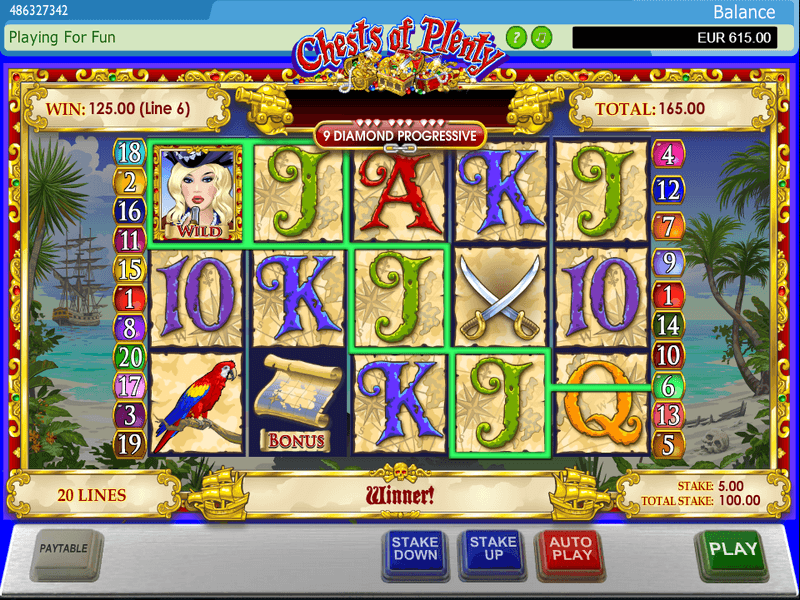 486327342
Balance
Playing For Fun
Chests of Plenty
?
EUR 615.00
WIN: 125.00 (Line 6)
TOTAL: 165.00
9 DIAMOND PROGRESSIVE
18 J A K J 4
WILD
2 12
16 7
11 9
15 10 K J 10 1
1 14
8 10
20 K J Q 6
17 13
3 5
19 BONUS
20 LINES
Winner!
STAKE: 5.00
TOTAL STAKE: 100.00
PAYTABLE
STAKE DOWN
STAKE UP
AUTO PLAY
PLAY